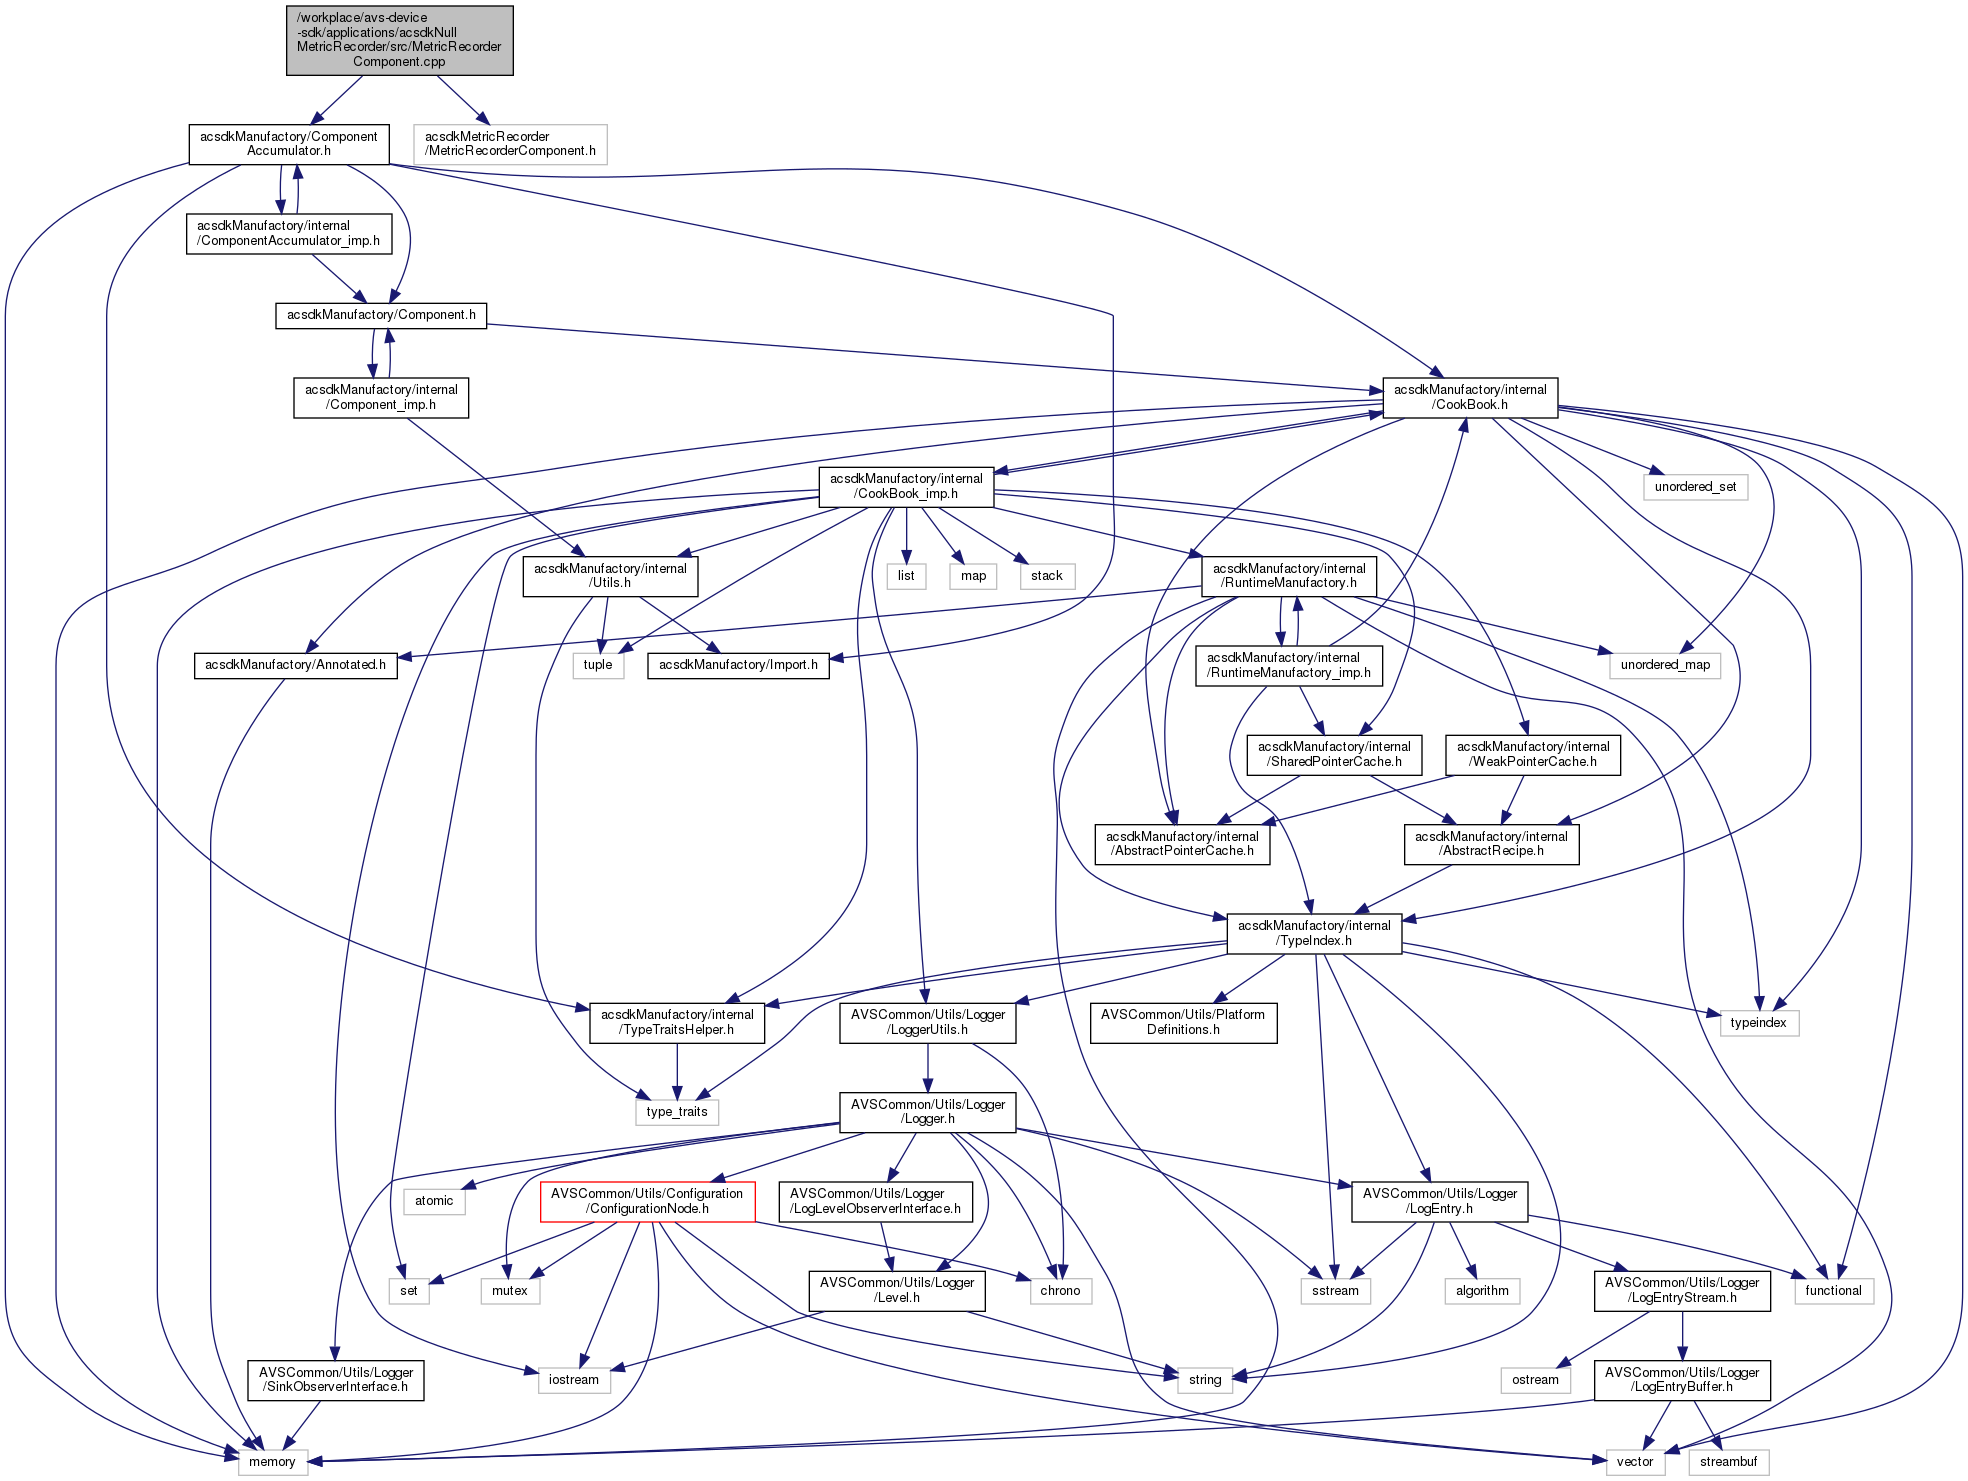 /workplace/avs-device
-sdk/applications/acsdkNull
MetricRecorder/src/MetricRecorder
Component.cpp
acsdkManufactory/Component
Accumulator.h
acsdkMetricRecorder
/MetricRecorderComponent.h
acsdkManufactory/internal
/ComponentAccumulator_imp.h
acsdkManufactory/Component.h
acsdkManufactory/internal
/Component_imp.h
acsdkManufactory/internal
/CookBook.h
acsdkManufactory/internal
/CookBook_imp.h
unordered_set
acsdkManufactory/internal
/Utils.h
list
map
stack
acsdkManufactory/internal
/RuntimeManufactory.h
acsdkManufactory/Annotated.h
tuple
acsdkManufactory/Import.h
acsdkManufactory/internal
/RuntimeManufactory_imp.h
unordered_map
acsdkManufactory/internal
/SharedPointerCache.h
acsdkManufactory/internal
/WeakPointerCache.h
acsdkManufactory/internal
/AbstractPointerCache.h
acsdkManufactory/internal
/AbstractRecipe.h
acsdkManufactory/internal
/TypeIndex.h
acsdkManufactory/internal
/TypeTraitsHelper.h
AVSCommon/Utils/Logger
/LoggerUtils.h
AVSCommon/Utils/Platform
Definitions.h
typeindex
type_traits
AVSCommon/Utils/Logger
/Logger.h
atomic
AVSCommon/Utils/Configuration
/ConfigurationNode.h
AVSCommon/Utils/Logger
/LogLevelObserverInterface.h
AVSCommon/Utils/Logger
/LogEntry.h
set
mutex
AVSCommon/Utils/Logger
/Level.h
chrono
sstream
algorithm
AVSCommon/Utils/Logger
/LogEntryStream.h
functional
AVSCommon/Utils/Logger
/SinkObserverInterface.h
iostream
string
ostream
AVSCommon/Utils/Logger
/LogEntryBuffer.h
memory
vector
streambuf